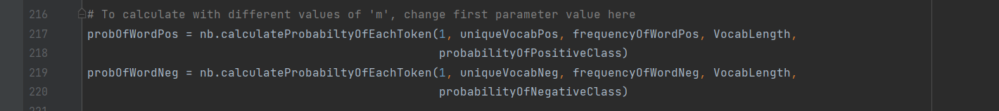 216 # To calculate with different values of 'm', change first parameter value here
217 probOfWordPos = nb.calculateProbabiltyOfEachToken(1, uniqueVocabPos, frequencyOfWordPos, VocabLength,
218 probabilityOfPositiveClass)
219 probOfWordNeg = nb.calculateProbabiltyOfEachToken(1, uniqueVocabNeg, frequencyOfWordNeg, VocabLength,
220 probabilityOfNegativeClass)
221